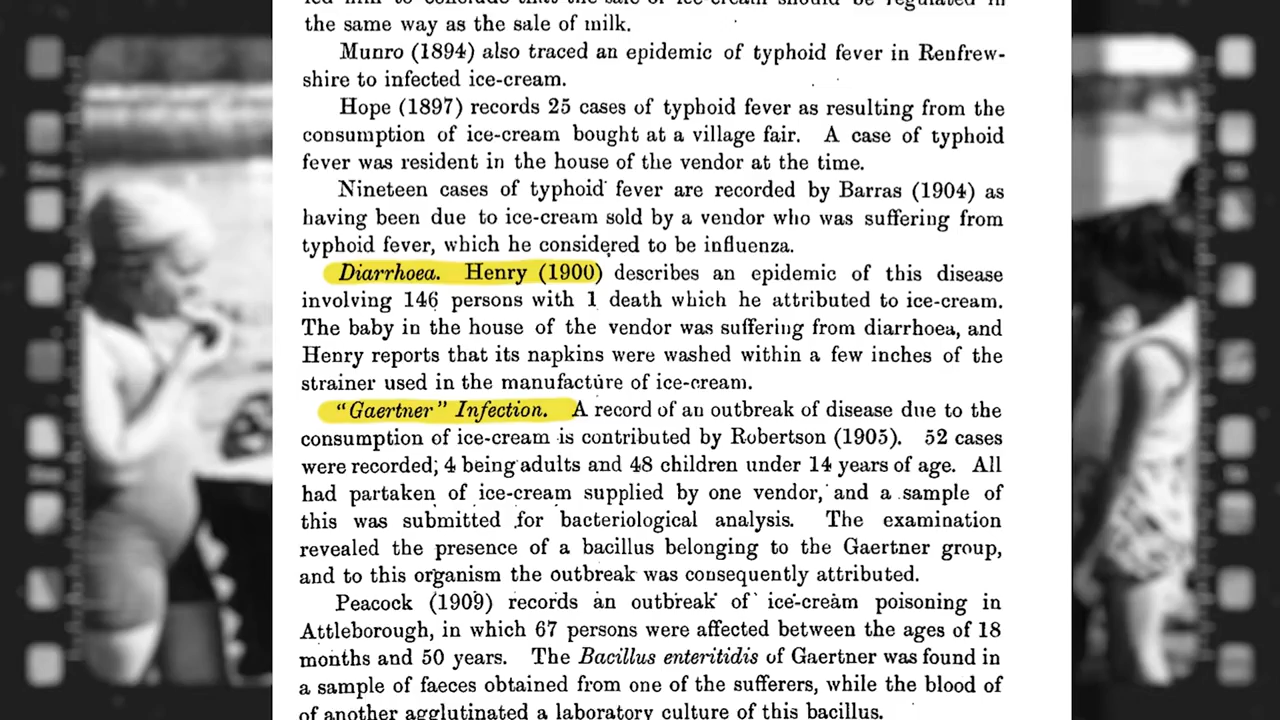 led him to conclude that the sale of ice-cream should be regulated in
the same way as the sale of milk.
Munro (1894) also traced an epidemic of typhoid fever in Renfrew-
shire to infected ice-cream.
Hope (1897) records 25 cases of typhoid fever as resulting from the
consumption of ice-cream bought at a village fair. A case of typhoid
fever was resident in the house of the vendor at the time.
Nineteen cases of typhoid fever are recorded by Barras (1904) as
having been due to ice-cream sold by a vendor who was suffering from
typhoid fever, which he considered to be influenza.
Diarrhoea. Henry (1900) describes an epidemic of this disease
involving 146 persons with 1 death which he attributed to ice-cream.
The baby in the house of the vendor was suffering from diarrhoea, and
Henry reports that its napkins were washed within a few inches of the
strainer used in the manufacture of ice-cream.
"Gaertner" Infection. A record of an outbreak of disease due to the
consumption of ice-cream is contributed by Robertson (1905). 52 cases
were recorded; 4 being adults and 48 children under 14 years of age. All
had partaken of ice-cream supplied by one vendor, and a sample of
this was submitted for bacteriological analysis. The examination
revealed the presence of a bacillus belonging to the Gaertner group,
and to this organism the outbreak was consequently attributed.
Peacock (1909) records an outbreak of ice-cream poisoning in
Attleborough, in which 67 persons were affected between the ages of 18
months and 50 years. The Bacillus enteritidis of Gaertner was found in
a sample of faeces obtained from one of the sufferers, while the blood of
of another agglutinated a laboratory culture of this bacillus.